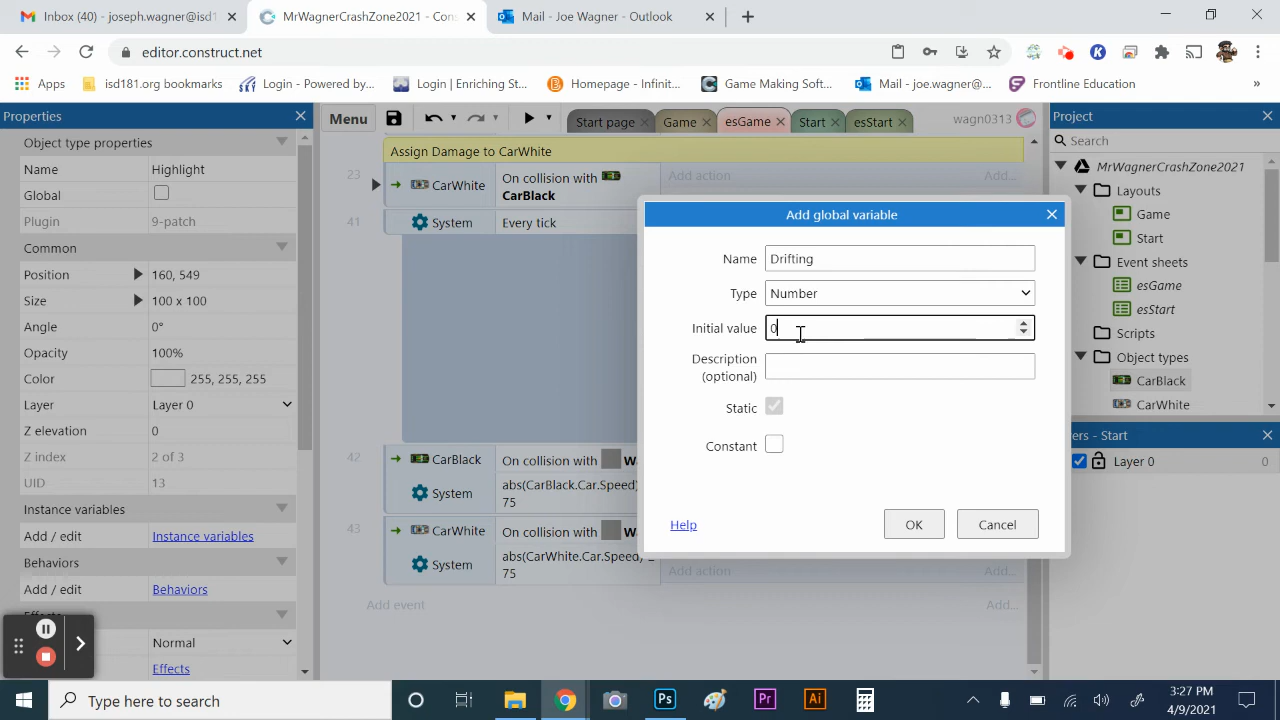 Inbox (40) - joseph.wagner@isd1
MrWagnerCrashZone2021 - Cons
Mail - Joe Wagner - Outlook
editor.construct.net
Apps
isd181.org bookmarks
Login - Powered by...
Login | Enriching St...
Homepage - Infinit...
Game Making Soft...
Mail - joe.wagner@...
Frontline Education
Properties
Menu
Start page
Game
esGame
Start
esStart
wagn0313
Project
Object type properties
Name
Highlight
Global
Plugin
9-patch
Common
Position
160, 549
Size
100 x 100
Angle
0°
Opacity
100%
Color
255, 255, 255
Layer
Layer 0
Z elevation
0
Z index
2 of 3
UID
13
Instance variables
Add / edit
Instance variables
Behaviors
Add / edit
Behaviors
Normal
Effects
Assign Damage to CarWhite
23
CarWhite
On collision with
CarBlack
Add action
Add...
41
System
Every tick
42
CarBlack
On collision with
System
abs(CarBlack.Car.Speed)
75
43
CarWhite
On collision with
System
abs(CarWhite.Car.Speed,
75
Add action
Add...
Add event
Add...
Add global variable
Name
Drifting
Type
Number
Initial value
0
Description
(optional)
Static
Constant
Help
OK
Cancel
Search
MrWagnerCrashZone2021
Layouts
Game
Start
Event sheets
esGame
esStart
Scripts
Object types
CarBlack
CarWhite
ers - Start
Layer 0
0
Type here to search
3:27 PM
4/9/2021